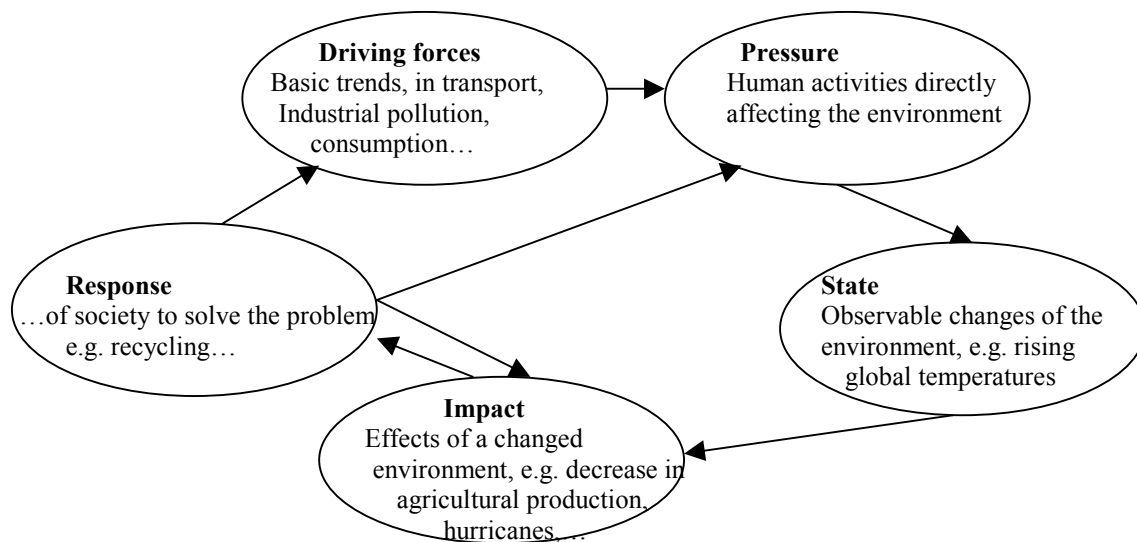 Driving forces
Basic trends, in transport,
Industrial pollution,
consumption…
Pressure
Human activities directly
affecting the environment
Response
…of society to solve the problem
e.g. recycling…
State
Observable changes of the
environment, e.g. rising
global temperatures
Impact
Effects of a changed
environment, e.g. decrease in
agricultural production,
hurricanes,…